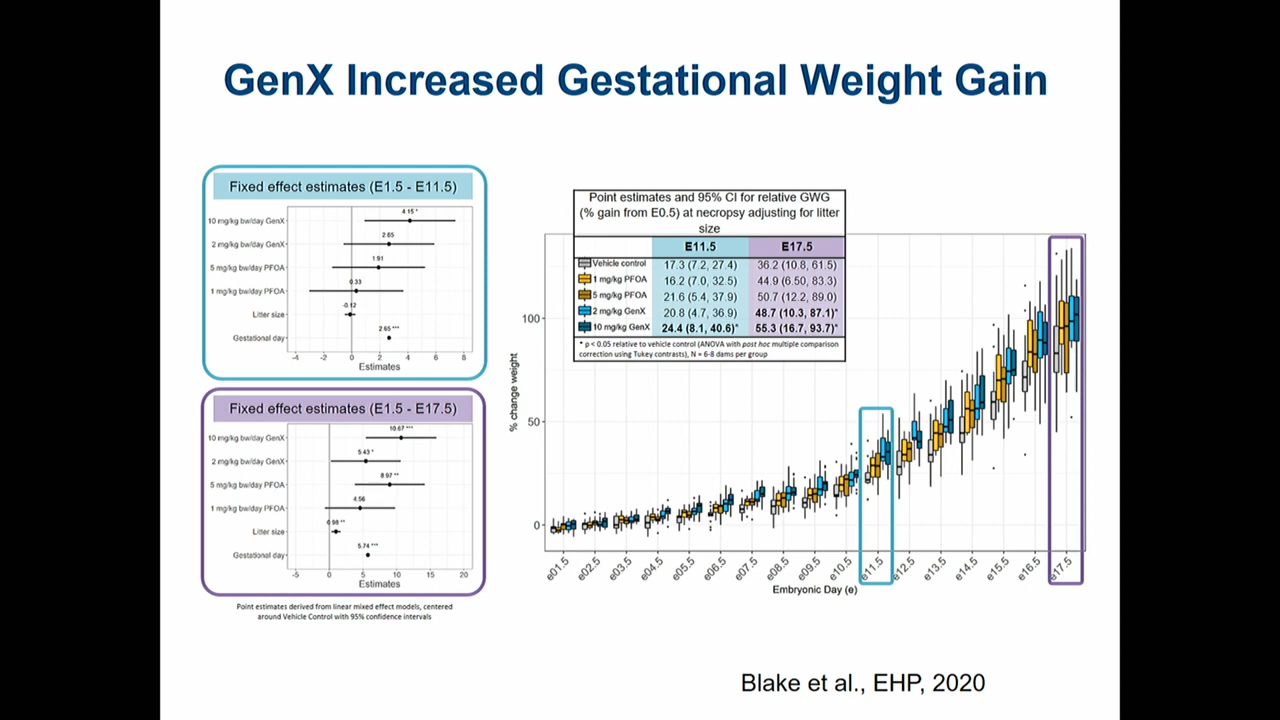 GenX Increased Gestational Weight Gain
Fixed effect estimates (E1.5 - E11.5)
10 mg/kg bw/day GenX
4.15 *
2 mg/kg bw/day GenX
2.65
5 mg/kg bw/day PFOA
1.91
1 mg/kg bw/day PFOA
0.33
Litter size
-0.12
Gestational day
2.65 ***
-4 -2 0 2 4 6 8
Estimates
Fixed effect estimates (E1.5 - E17.5)
10 mg/kg bw/day GenX
10.67 ***
2 mg/kg bw/day GenX
5.43 *
5 mg/kg bw/day PFOA
8.97 **
1 mg/kg bw/day PFOA
4.56
Litter size
0.98 **
Gestational day
5.74 ***
-5 0 5 10 15 20
Estimates
Point estimates derived from linear mixed effect models, centered
around Vehicle Control with 95% confidence intervals
Point estimates and 95% CI for relative GWG
(% gain from E0.5) at necropsy adjusting for litter
size
E11.5 E17.5
Vehicle control 17.3 (7.2, 27.4) 36.2 (10.8, 61.5)
1 mg/kg PFOA 16.2 (7.0, 32.5) 44.9 (6.50, 83.3)
5 mg/kg PFOA 21.6 (5.4, 37.9) 50.7 (12.2, 89.0)
2 mg/kg GenX 20.8 (4.7, 36.9) 48.7 (10.3, 87.1)*
10 mg/kg GenX 24.4 (8.1, 40.6)* 55.3 (16.7, 93.7)*
* p < 0.05 relative to vehicle control (ANOVA with post hoc multiple comparison
correction using Tukey contrasts), N = 6-8 dams per group
% change weight
100
50
0
e01.5 e02.5 e03.5 e04.5 e05.5 e06.5 e07.5 e08.5 e09.5 e10.5 e11.5 e12.5 e13.5 e14.5 e15.5 e16.5 e17.5
Embryonic Day (e)
Blake et al., EHP, 2020